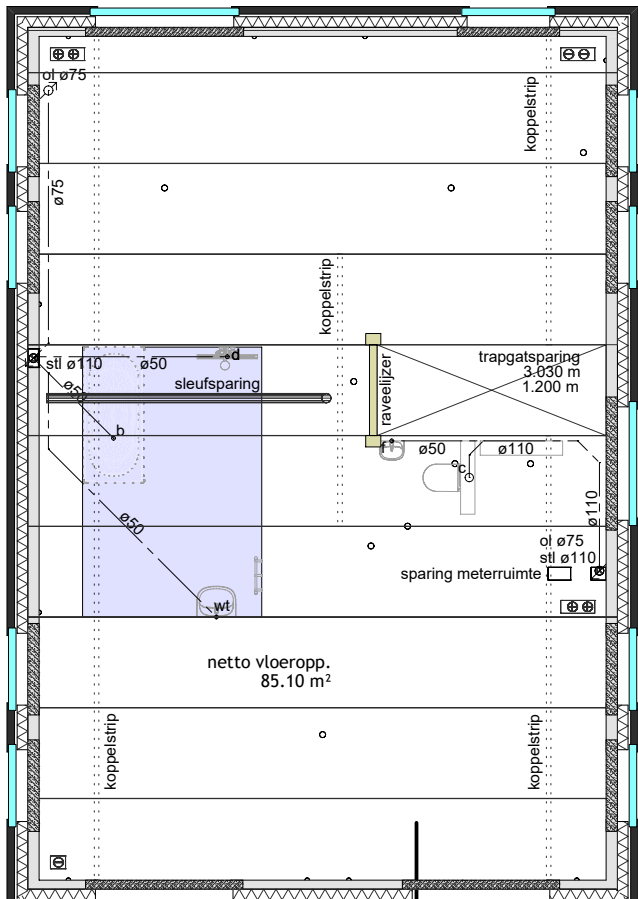 ol ø75
koppelstrip
ø75
koppelstrip
stl ø110
ø50
d
trapgatsparing
3.030 m
1.200 m
raveelijzer
ø50
sleufsparing
b
f
ø50
c
ø110
ø50
ø110
ol ø75
stl ø110
sparing meterruimte
wt
netto vloeropp.
85.10 m²
koppelstrip
koppelstrip